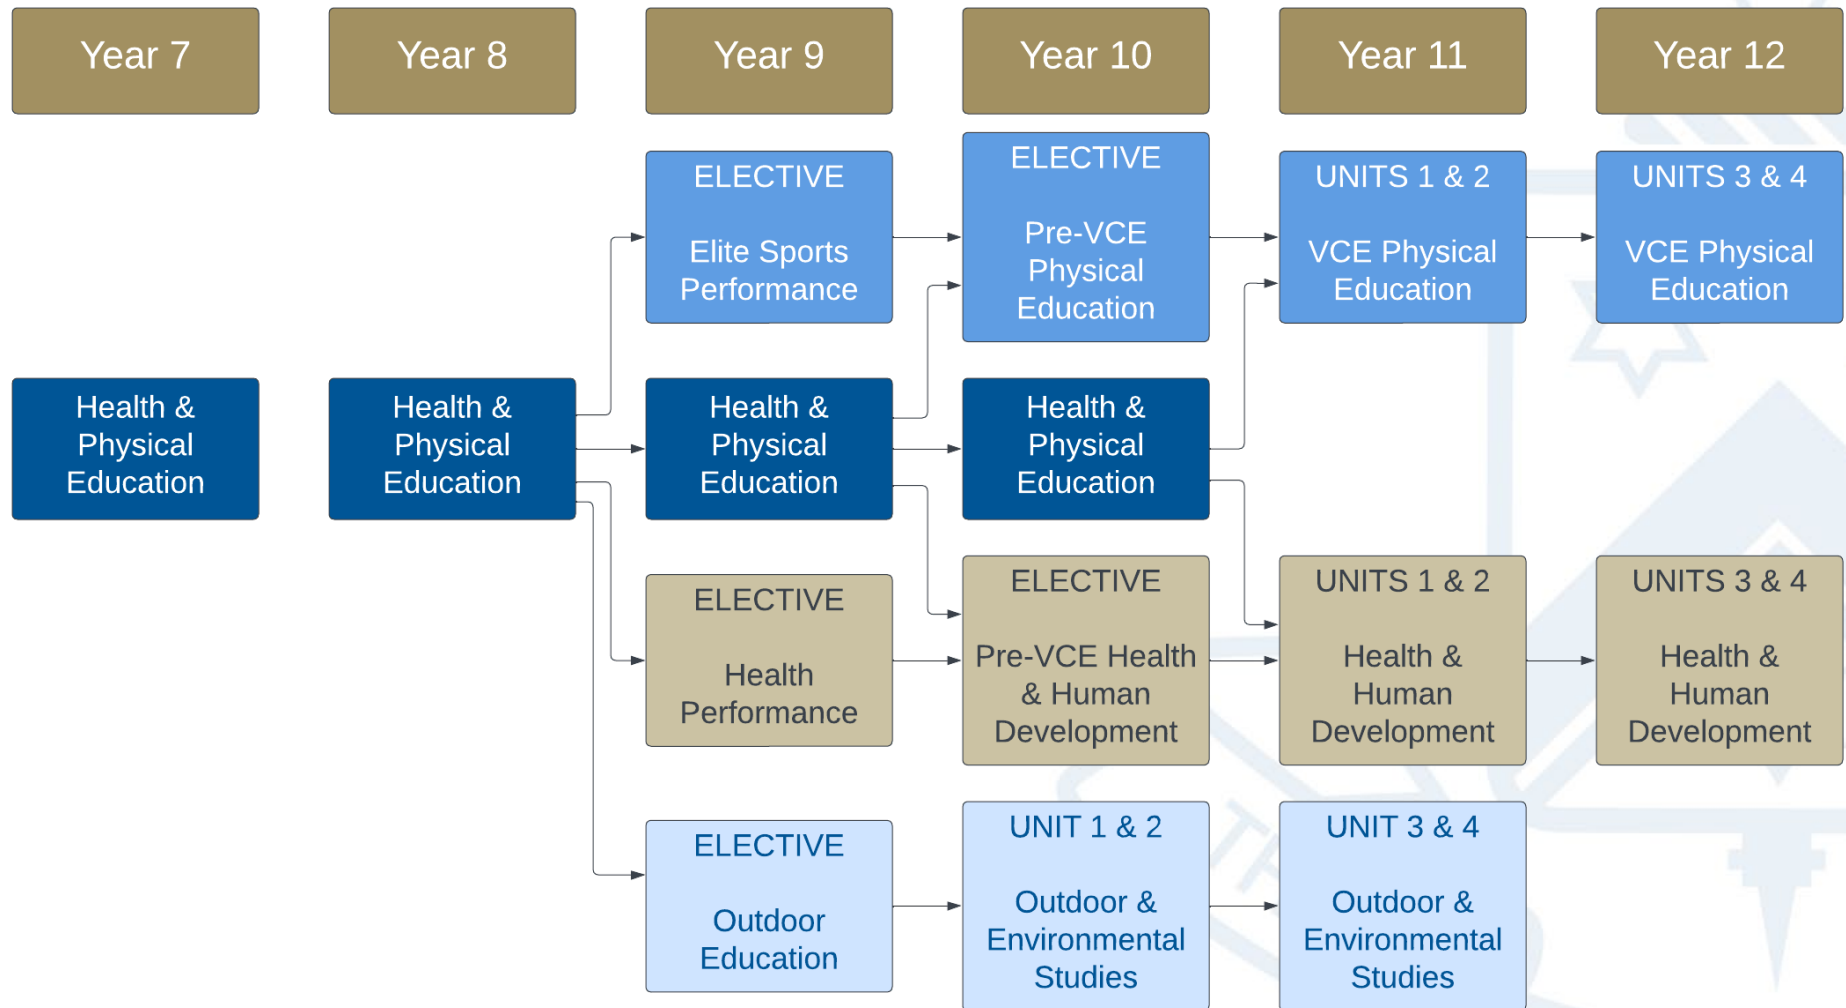 Year 7
Year 8
Year 9
Year 10
Year 11
Year 12
ELECTIVE
Elite Sports
Performance
ELECTIVE
Pre-VCE
Physical
Education
UNITS 1 & 2
VCE Physical
Education
UNITS 3 & 4
VCE Physical
Education
Health &
Physical
Education
Health &
Physical
Education
Health &
Physical
Education
Health &
Physical
Education
ELECTIVE
Health
Performance
ELECTIVE
Pre-VCE Health
& Human
Development
UNITS 1 & 2
Health &
Human
Development
UNITS 3 & 4
Health &
Human
Development
ELECTIVE
Outdoor
Education
UNIT 1 & 2
Outdoor &
Environmental
Studies
UNIT 3 & 4
Outdoor &
Environmental
Studies